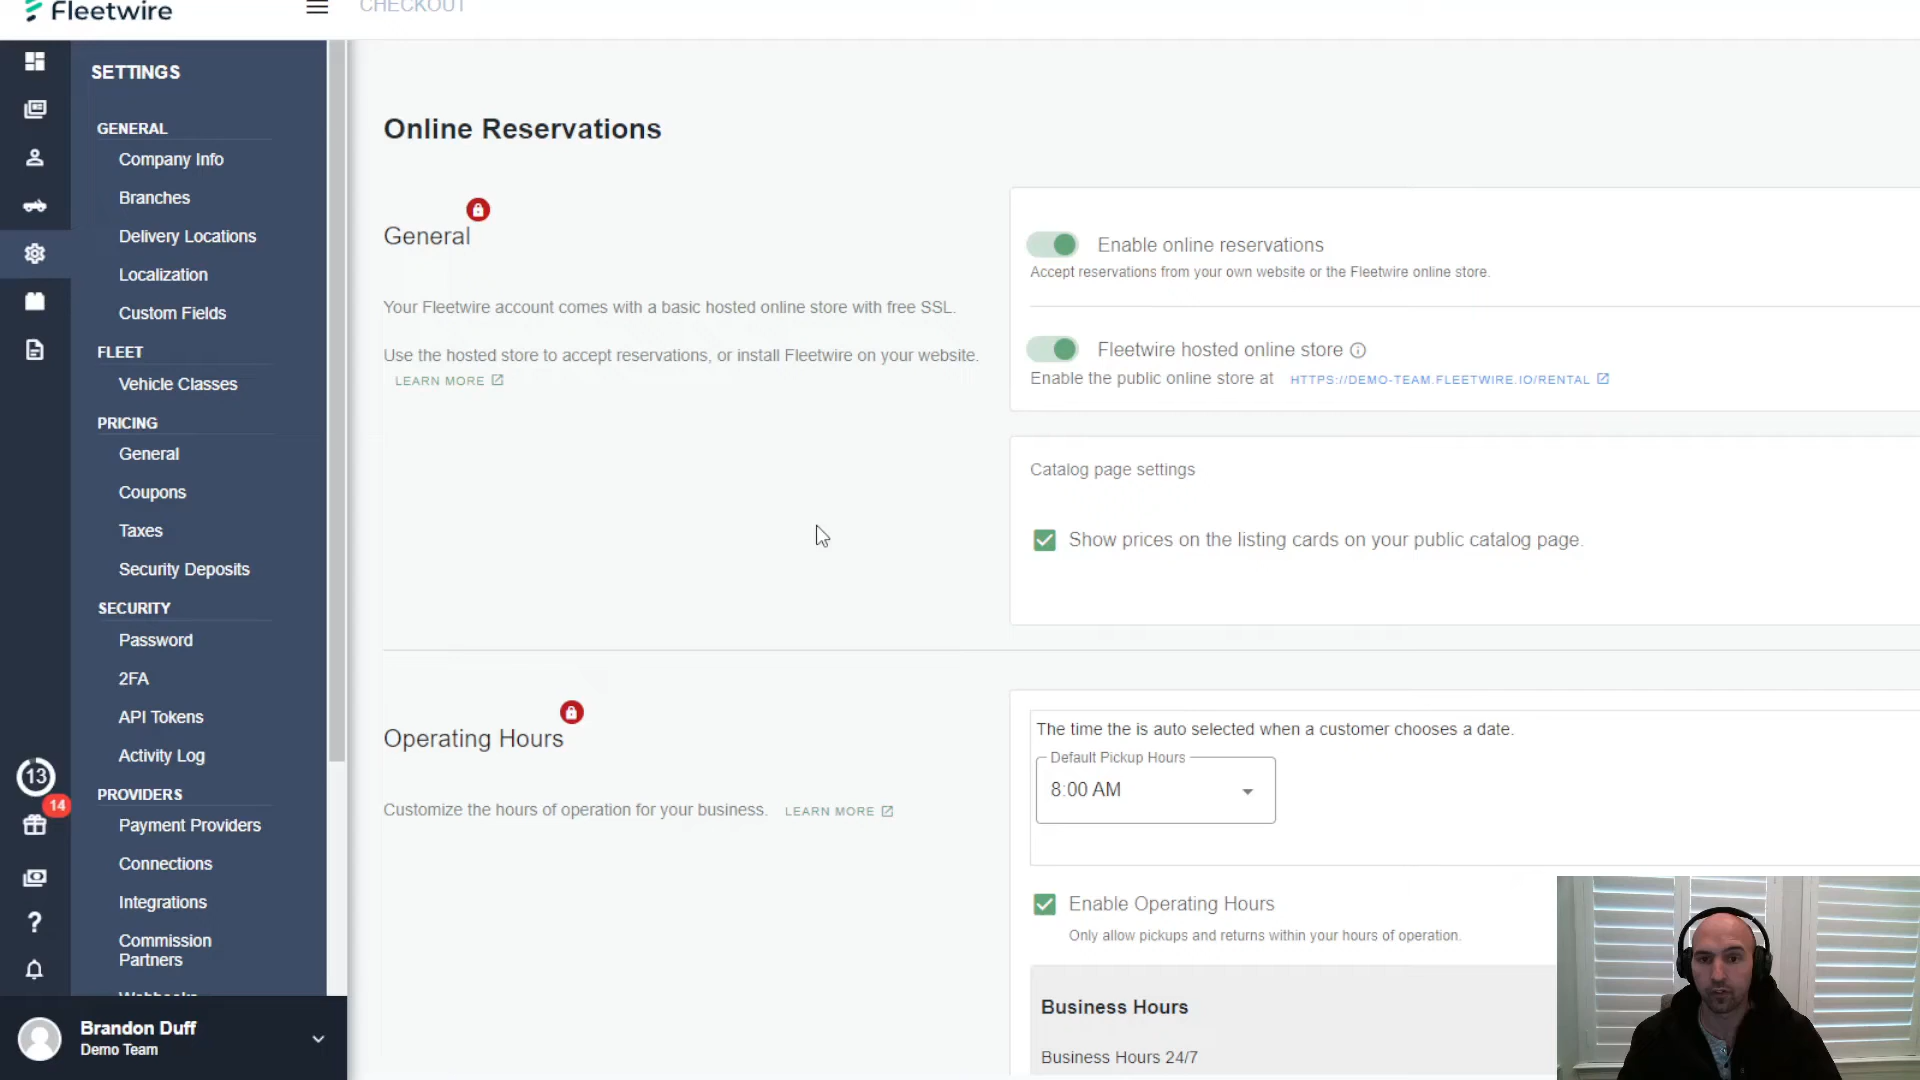 Fleetwire
CHECKOUT
SETTINGS
GENERAL
Company Info
Branches
Delivery Locations
Localization
Custom Fields
FLEET
Vehicle Classes
PRICING
General
Coupons
Taxes
Security Deposits
SECURITY
Password
2FA
API Tokens
Activity Log
PROVIDERS
Payment Providers
Connections
Integrations
Commission
Partners
Webhooks
13
14
?
Brandon Duff
Demo Team
Online Reservations
General
Your Fleetwire account comes with a basic hosted online store with free SSL.
Use the hosted store to accept reservations, or install Fleetwire on your website.
LEARN MORE
Enable online reservations
Accept reservations from your own website or the Fleetwire online store.
Fleetwire hosted online store
Enable the public online store at HTTPS://DEMO-TEAM.FLEETWIRE.IO/RENTAL
Catalog page settings
Show prices on the listing cards on your public catalog page.
Operating Hours
Customize the hours of operation for your business. LEARN MORE
The time the is auto selected when a customer chooses a date.
Default Pickup Hours
8:00 AM
Enable Operating Hours
Only allow pickups and returns within your hours of operation.
Business Hours
Business Hours 24/7